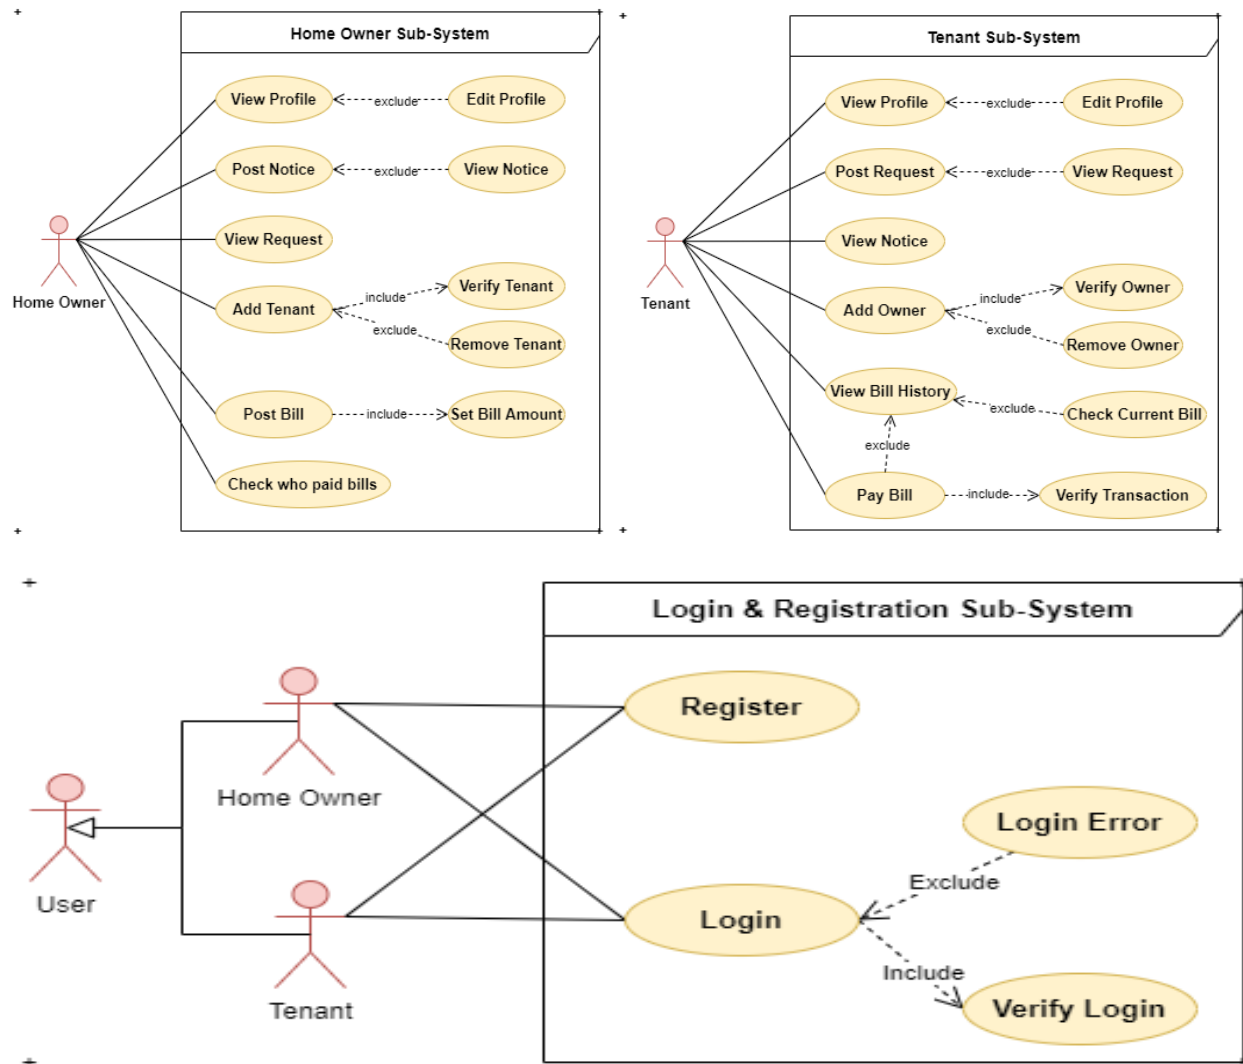 Home Owner Sub-System
View Profile
exclude
Edit Profile
Post Notice
exclude
View Notice
View Request
Home Owner
Add Tenant
include
Verify Tenant
exclude
Remove Tenant
Post Bill
include
Set Bill Amount
Check who paid bills
Tenant Sub-System
View Profile
exclude
Edit Profile
Post Request
exclude
View Request
View Notice
Tenant
Add Owner
include
Verify Owner
exclude
Remove Owner
View Bill History
exclude
Check Current Bill
exclude
Pay Bill
include
Verify Transaction
Login & Registration Sub-System
Register
Home Owner
User
Login Error
Exclude
Login
Include
Verify Login
Tenant